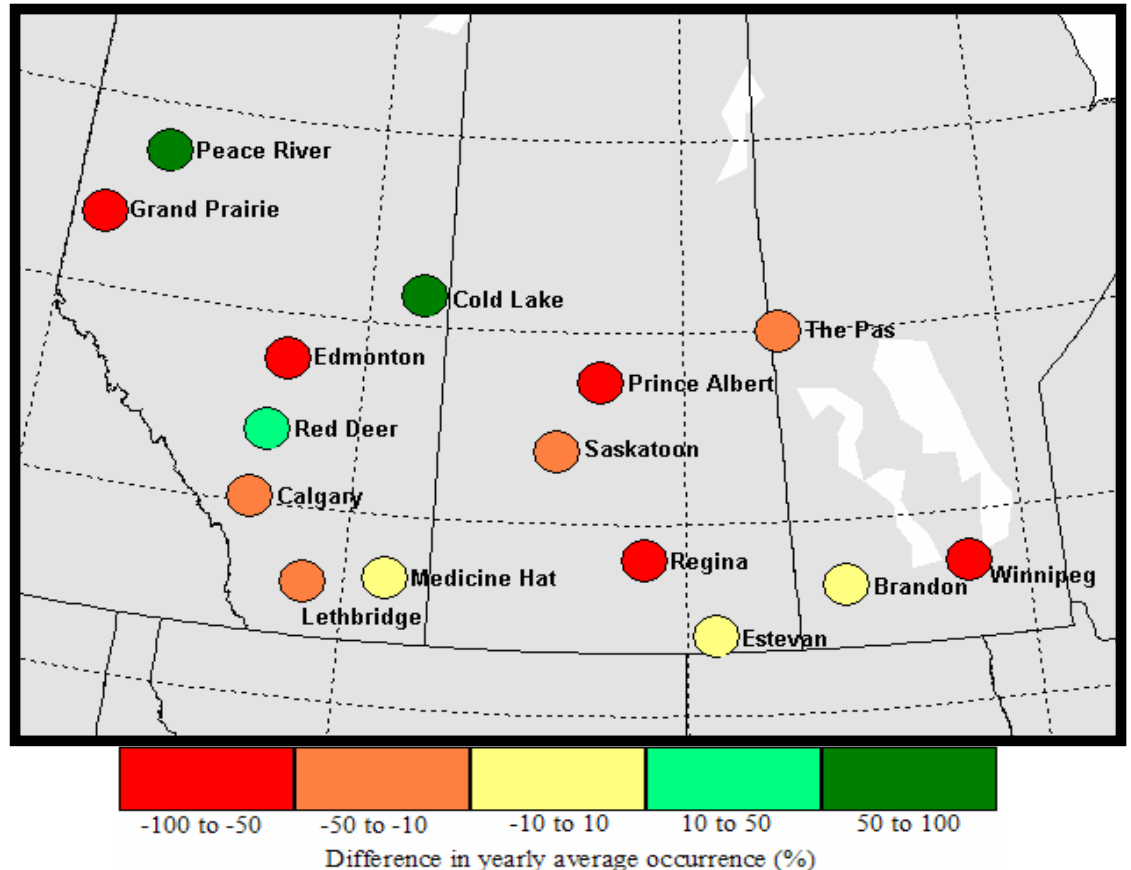 Peace River
Grand Prairie
Cold Lake
The Pas
Edmonton
Prince Albert
Red Deer
Saskatoon
Calgary
Regina
Medicine Hat
Winnipeg
Brandon
Lethbridge
Estevan
-100 to -50
-50 to -10
-10 to 10
10 to 50
50 to 100
Difference in yearly average occurrence (%)